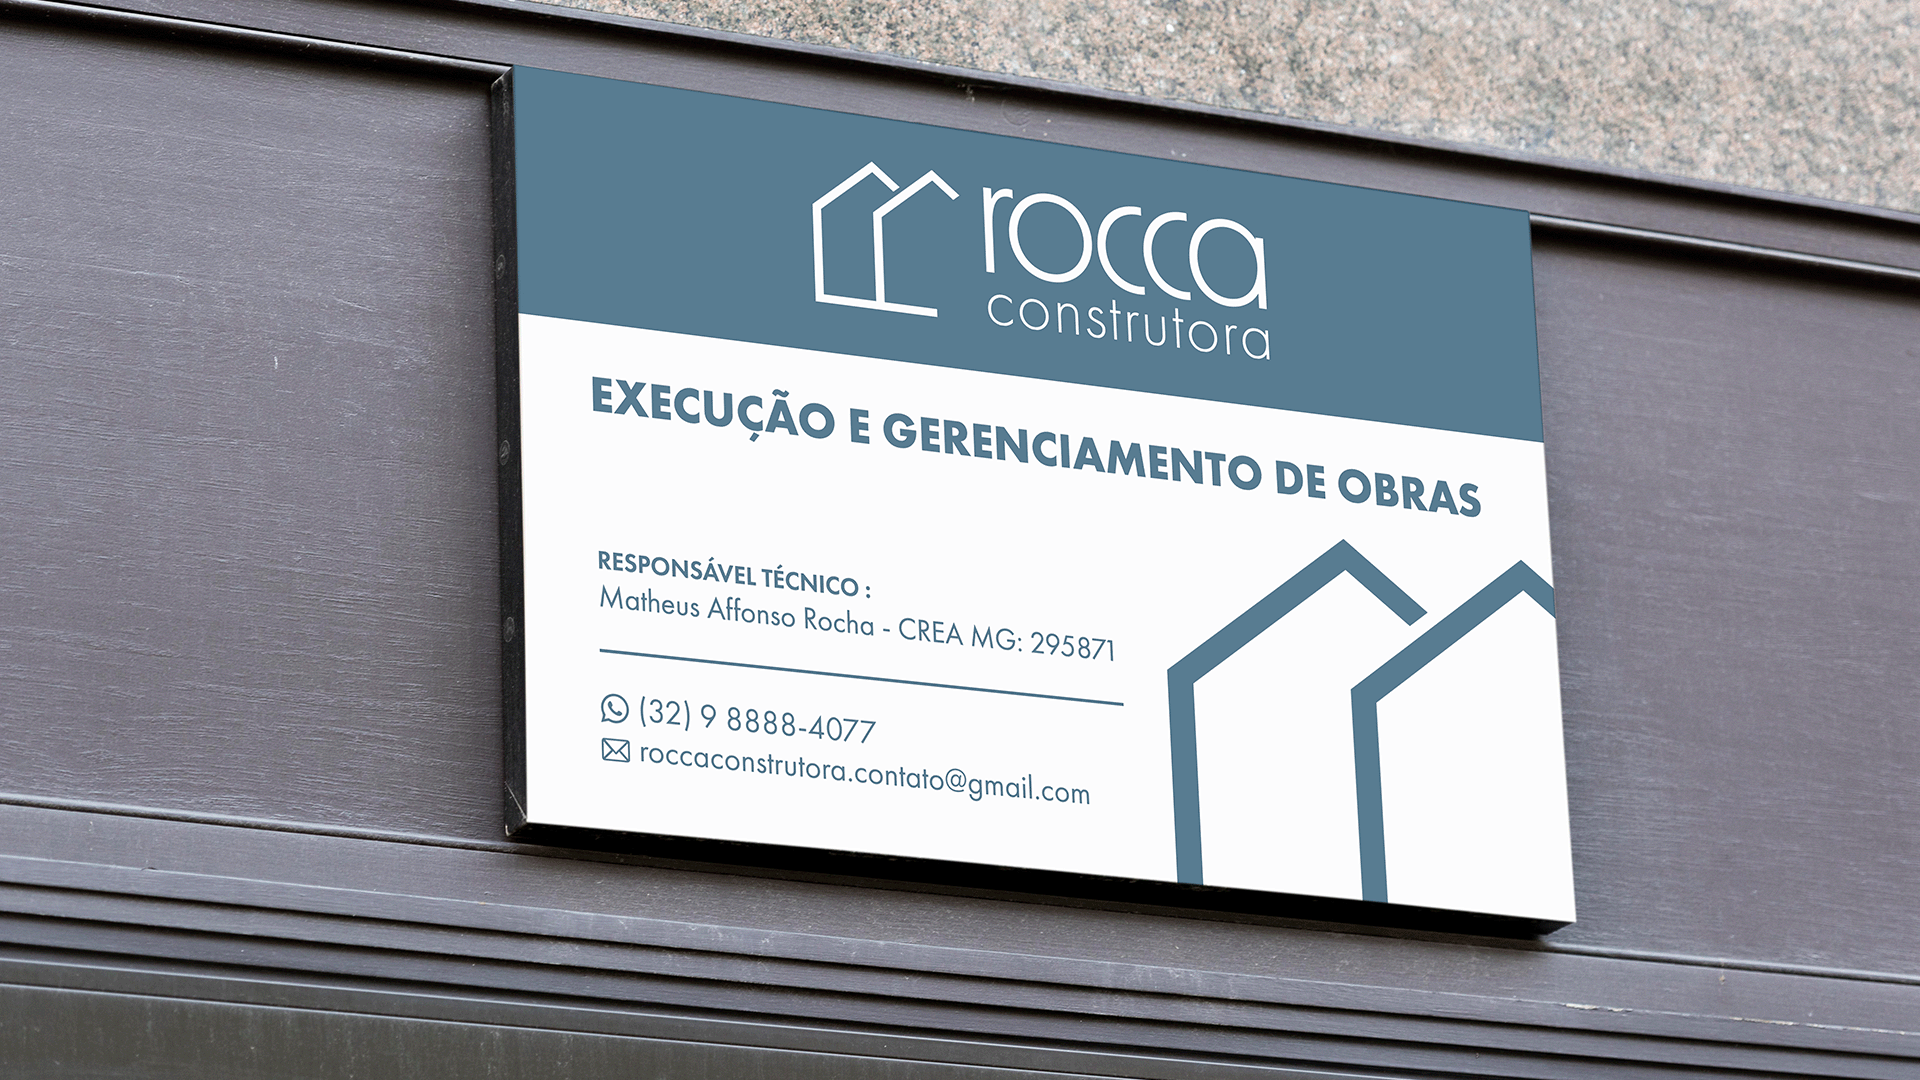 rocca
construtora
EXECUÇÃO E GERENCIAMENTO DE OBRAS
RESPONSÁVEL TÉCNICO :
Matheus Affonso Rocha - CREA MG: 295871
(32) 9 8888-4077
roccaconstrutora.contato@gmail.com